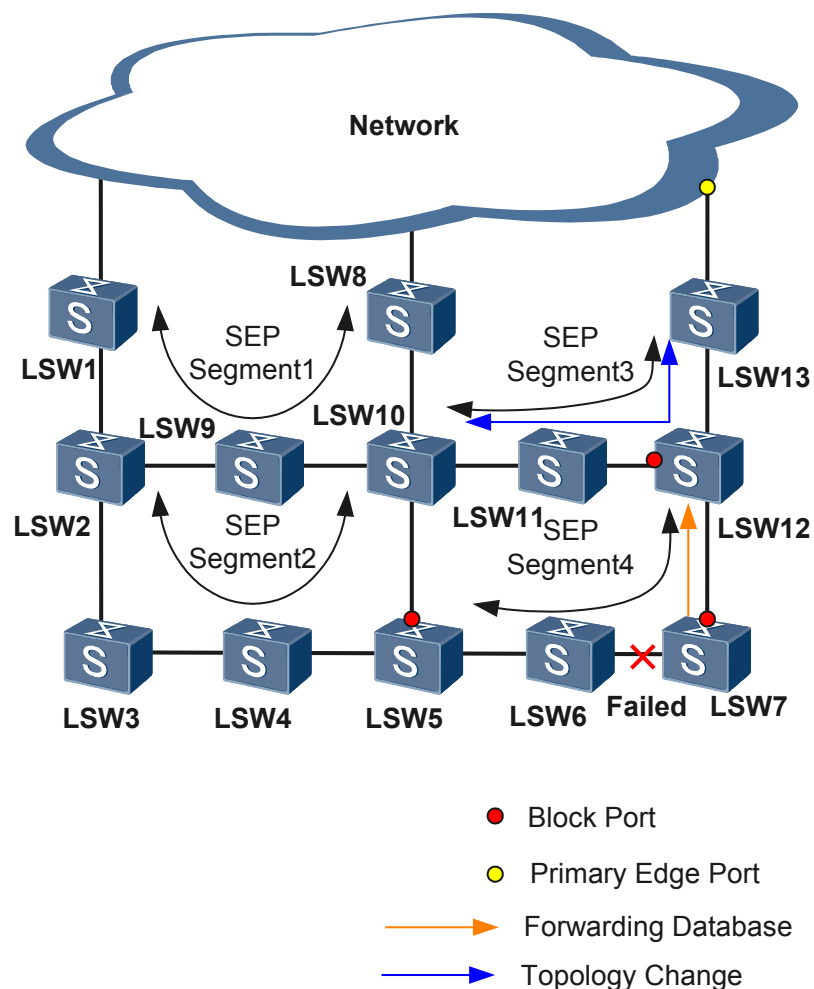 Network
LSW8
LSW1
SEP
Segment1
SEP
Segment3
LSW13
LSW9
LSW10
LSW2
SEP
Segment2
LSW11
SEP
Segment4
LSW12
LSW3
LSW4
LSW5
LSW6
Failed
LSW7
Block Port
Primary Edge Port
Forwarding Database
Topology Change
S
S
S
S
S
S
S
S
S
S
S
S
S